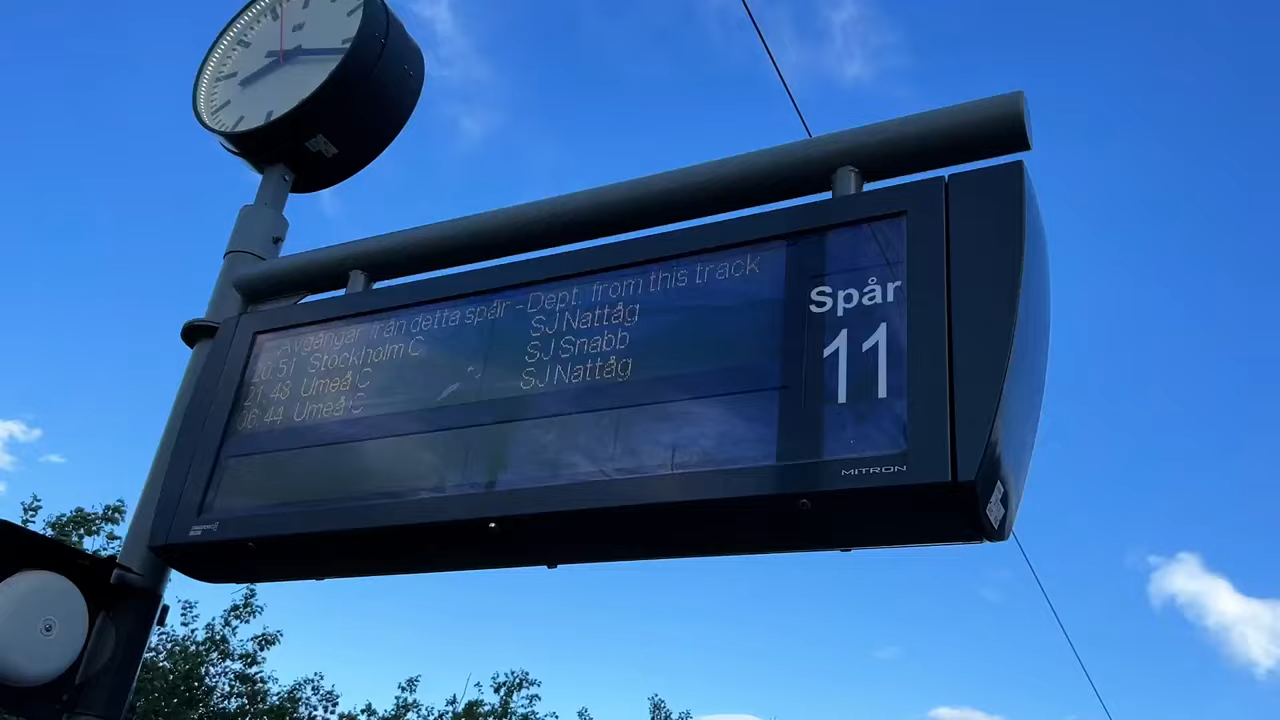 Avgångar från detta spår - Dept. from this track
20:51 Stockholm C SJ Nattåg
21:48 Umeå C SJ Snabb
06:44 Umeå C SJ Nattåg
Spår
11
MITRON